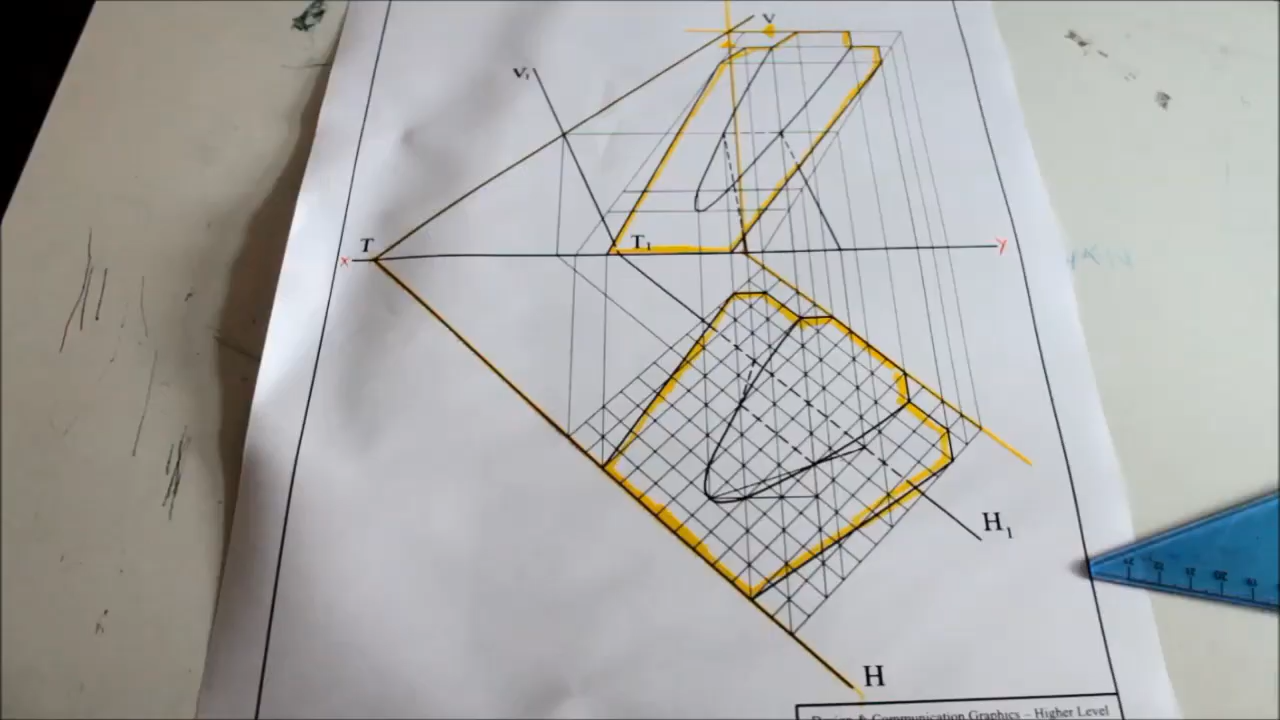 V
V₁
T
T₁
x
y
H₁
H
Design & Communication Graphics – Higher Level